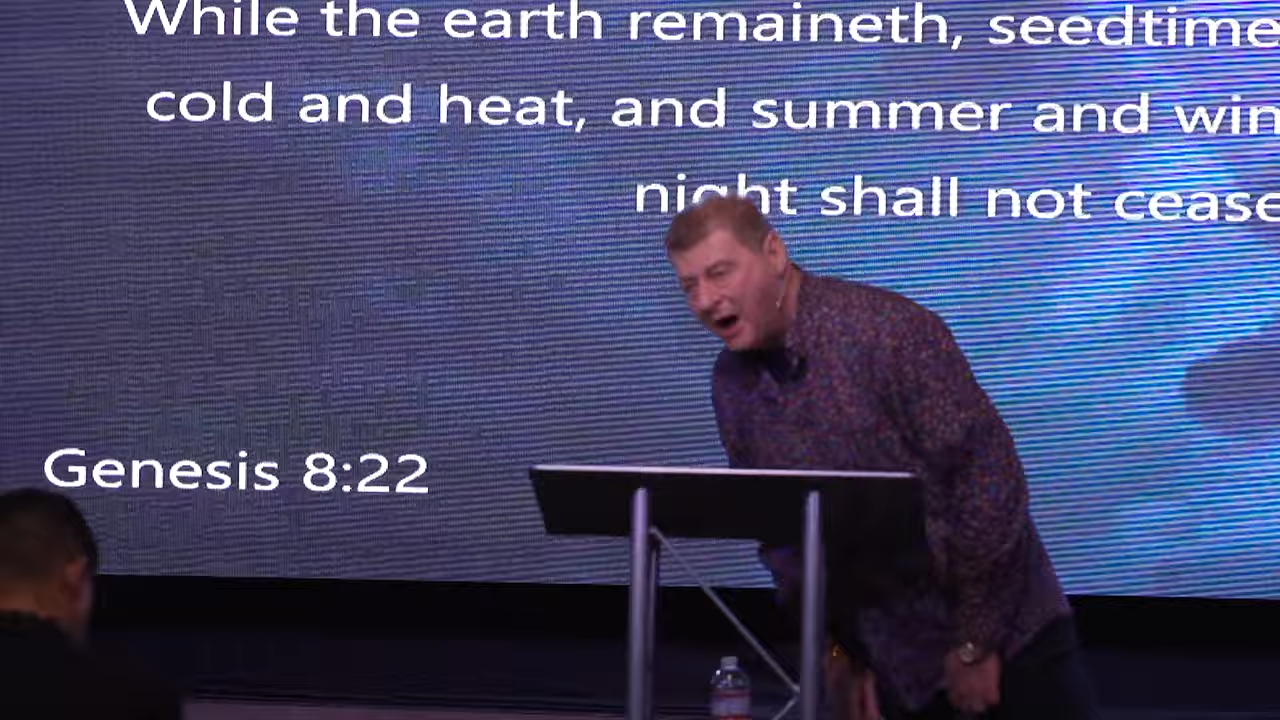 While the earth remaineth, seedtime
cold and heat, and summer and win
night shall not cease
Genesis 8:22